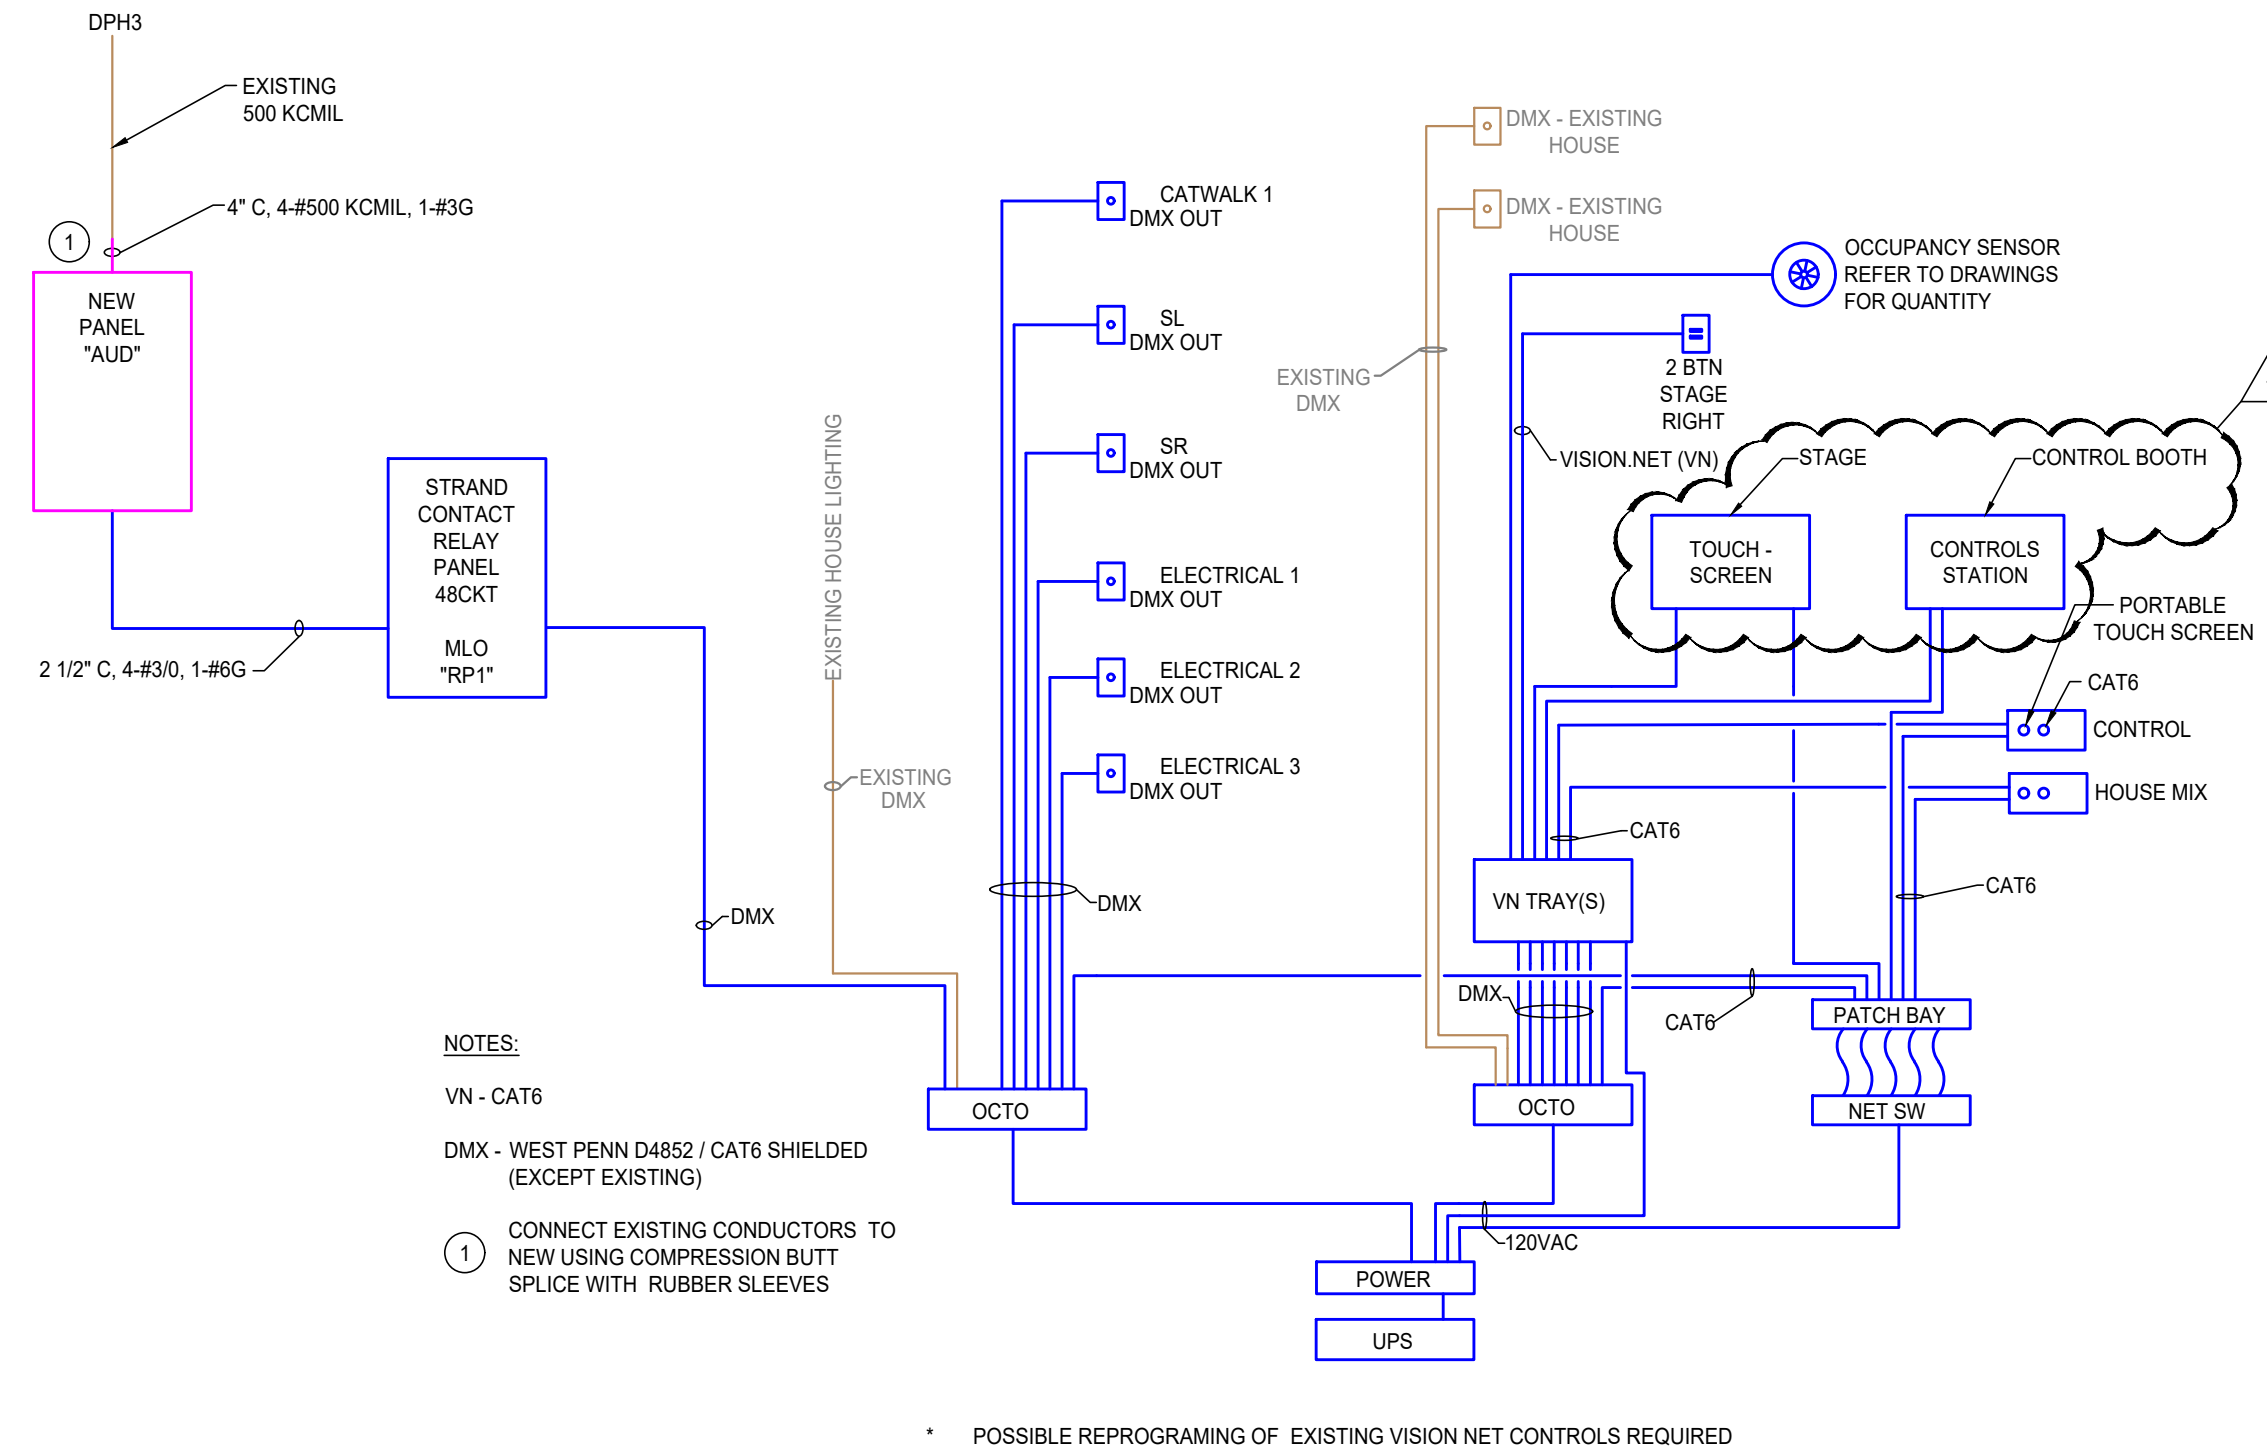 DPH3
EXISTING
500 KCMIL
4" C, 4-#500 KCMIL, 1-#3G
1
NEW
PANEL
"AUD"
2 1/2" C, 4-#3/0, 1-#6G
STRAND
CONTACT
RELAY
PANEL
48CKT
MLO
"RP1"
DMX
EXISTING HOUSE LIGHTING
EXISTING
DMX
CATWALK 1
DMX OUT
SL
DMX OUT
SR
DMX OUT
ELECTRICAL 1
DMX OUT
ELECTRICAL 2
DMX OUT
ELECTRICAL 3
DMX OUT
DMX
OCTO
DMX - EXISTING
HOUSE
DMX - EXISTING
HOUSE
EXISTING
DMX
OCCUPANCY SENSOR
REFER TO DRAWINGS
FOR QUANTITY
2 BTN
STAGE
RIGHT
VISION.NET (VN)
STAGE
CONTROL BOOTH
TOUCH -
SCREEN
CONTROLS
STATION
PORTABLE
TOUCH SCREEN
CAT6
CONTROL
HOUSE MIX
CAT6
CAT6
VN TRAY(S)
DMX
CAT6
PATCH BAY
OCTO
NET SW
120VAC
POWER
UPS
NOTES:
VN - CAT6
DMX - WEST PENN D4852 / CAT6 SHIELDED
(EXCEPT EXISTING)
1
CONNECT EXISTING CONDUCTORS TO
NEW USING COMPRESSION BUTT
SPLICE WITH RUBBER SLEEVES
* POSSIBLE REPROGRAMING OF EXISTING VISION NET CONTROLS REQUIRED